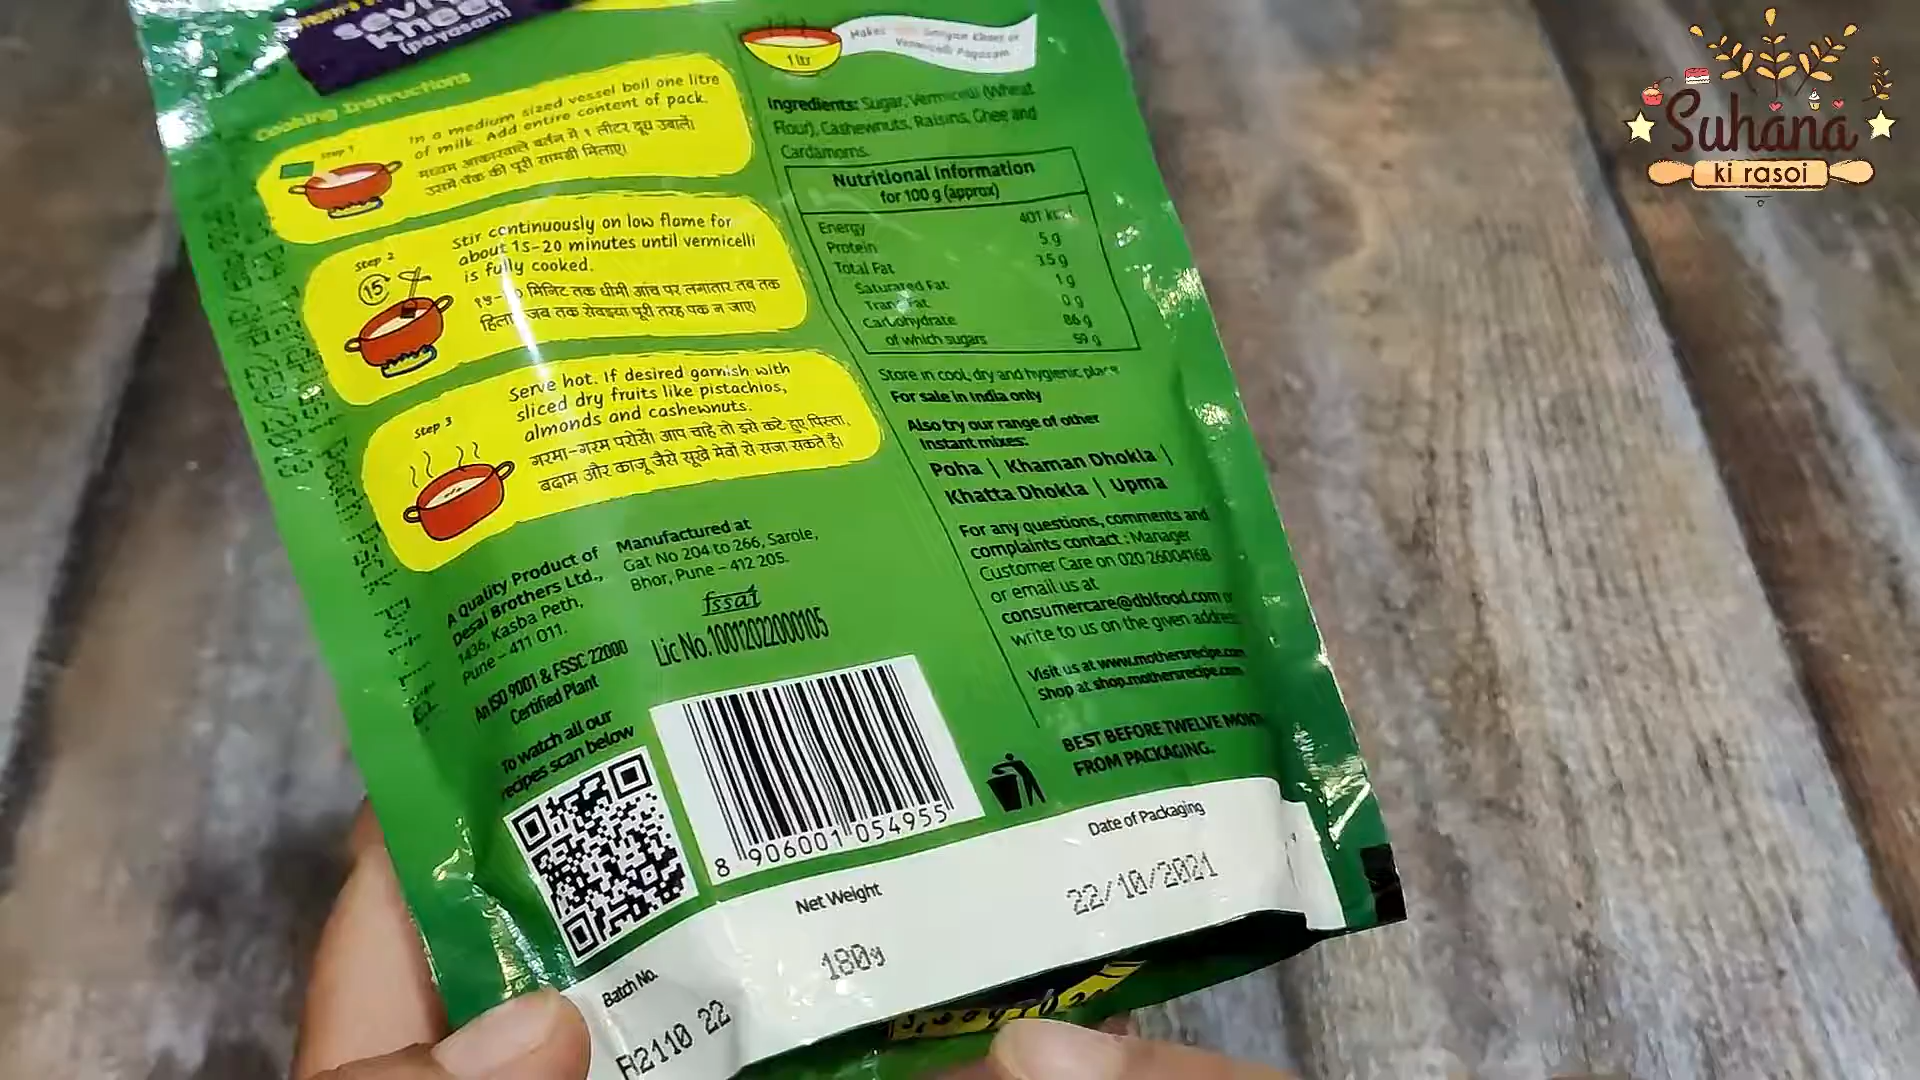 sevai
kheer
(payasam)
Cooking Instructions
Step 1
In a medium sized vessel boil one litre
of milk. Add entire content of pack.
मध्यम आकारवाले बर्तन में १ लीटर दूध उबालें।
उसमें पॅक की पूरी सामग्री मिलाए।
Step 2
15
Stir continuously on low flame for
about 15-20 minutes until vermicelli
is fully cooked.
मिनिट तक धीमी आंच पर लगातार तब तक
जब तक सेवइया पूरी तरह पक न जाए।
Step 3
Serve hot. If desired garnish with
sliced dry fruits like pistachios,
almonds and cashewnuts.
गरमा-गरम परोसें। आप चाहे तो इसे कटे हुए पिस्ता,
बदाम और काजू जैसे सूखे मेवों से सजा सकते हैं।
A Quality Product of
Desai Brothers Ltd.,
1436, Kasba Peth,
Pune - 411 011.
An ISO 9001 & FSSC 22000
Certified Plant
Manufactured at
Gat No 204 to 266, Sarole,
Bhor, Pune - 412 205.
fssai
Lic No. 10012022000105
To watch all our
recipes scan below
8 906001 054955
1 ltr
Makes
Vermicelli Payasam
Ingredients: Sugar, Vermicelli (Wheat
Flour), Cashewnuts, Raisins, Ghee and
Cardamoms.
Nutritional Information
for 100 g (approx)
Energy 401 kcal
Protein 5 g
Total Fat 3.5 g
Saturated Fat 1 g
Trans Fat 0 g
Carbohydrate 86 g
of which sugars 59 g
Store in cool, dry and hygienic place
For sale in India only
Also try our range of other
Instant mixes:
Poha | Khaman Dhokla |
Khatta Dhokla | Upma
For any questions, comments and
complaints contact : Manager
Customer Care on 020 26004168
or email us at
consumercare@dblfood.com or
write to us on the given address
Visit us at www.mothersrecipe.com
Shop at shop.mothersrecipe.com
BEST BEFORE TWELVE
FROM PACKAGING.
Batch No.
A2110 22
Net Weight
180g
Date of Packaging
22/10/2021
Suhana
ki rasoi